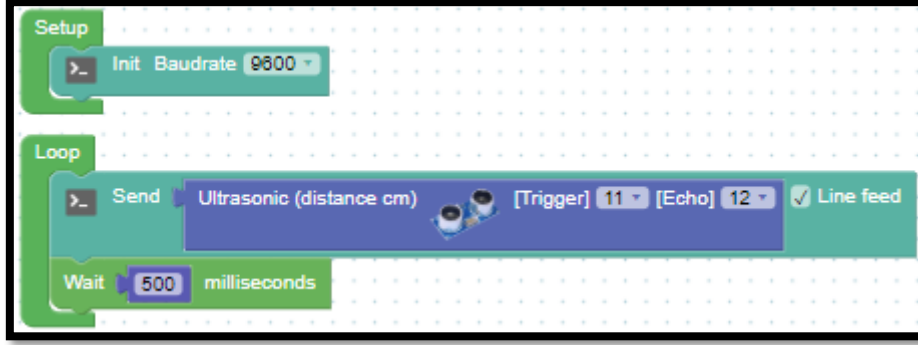 Setup
>_ Init Baudrate 9600
Loop
>_ Send Ultrasonic (distance cm) [Trigger] 11 [Echo] 12 Line feed
Wait 500 milliseconds